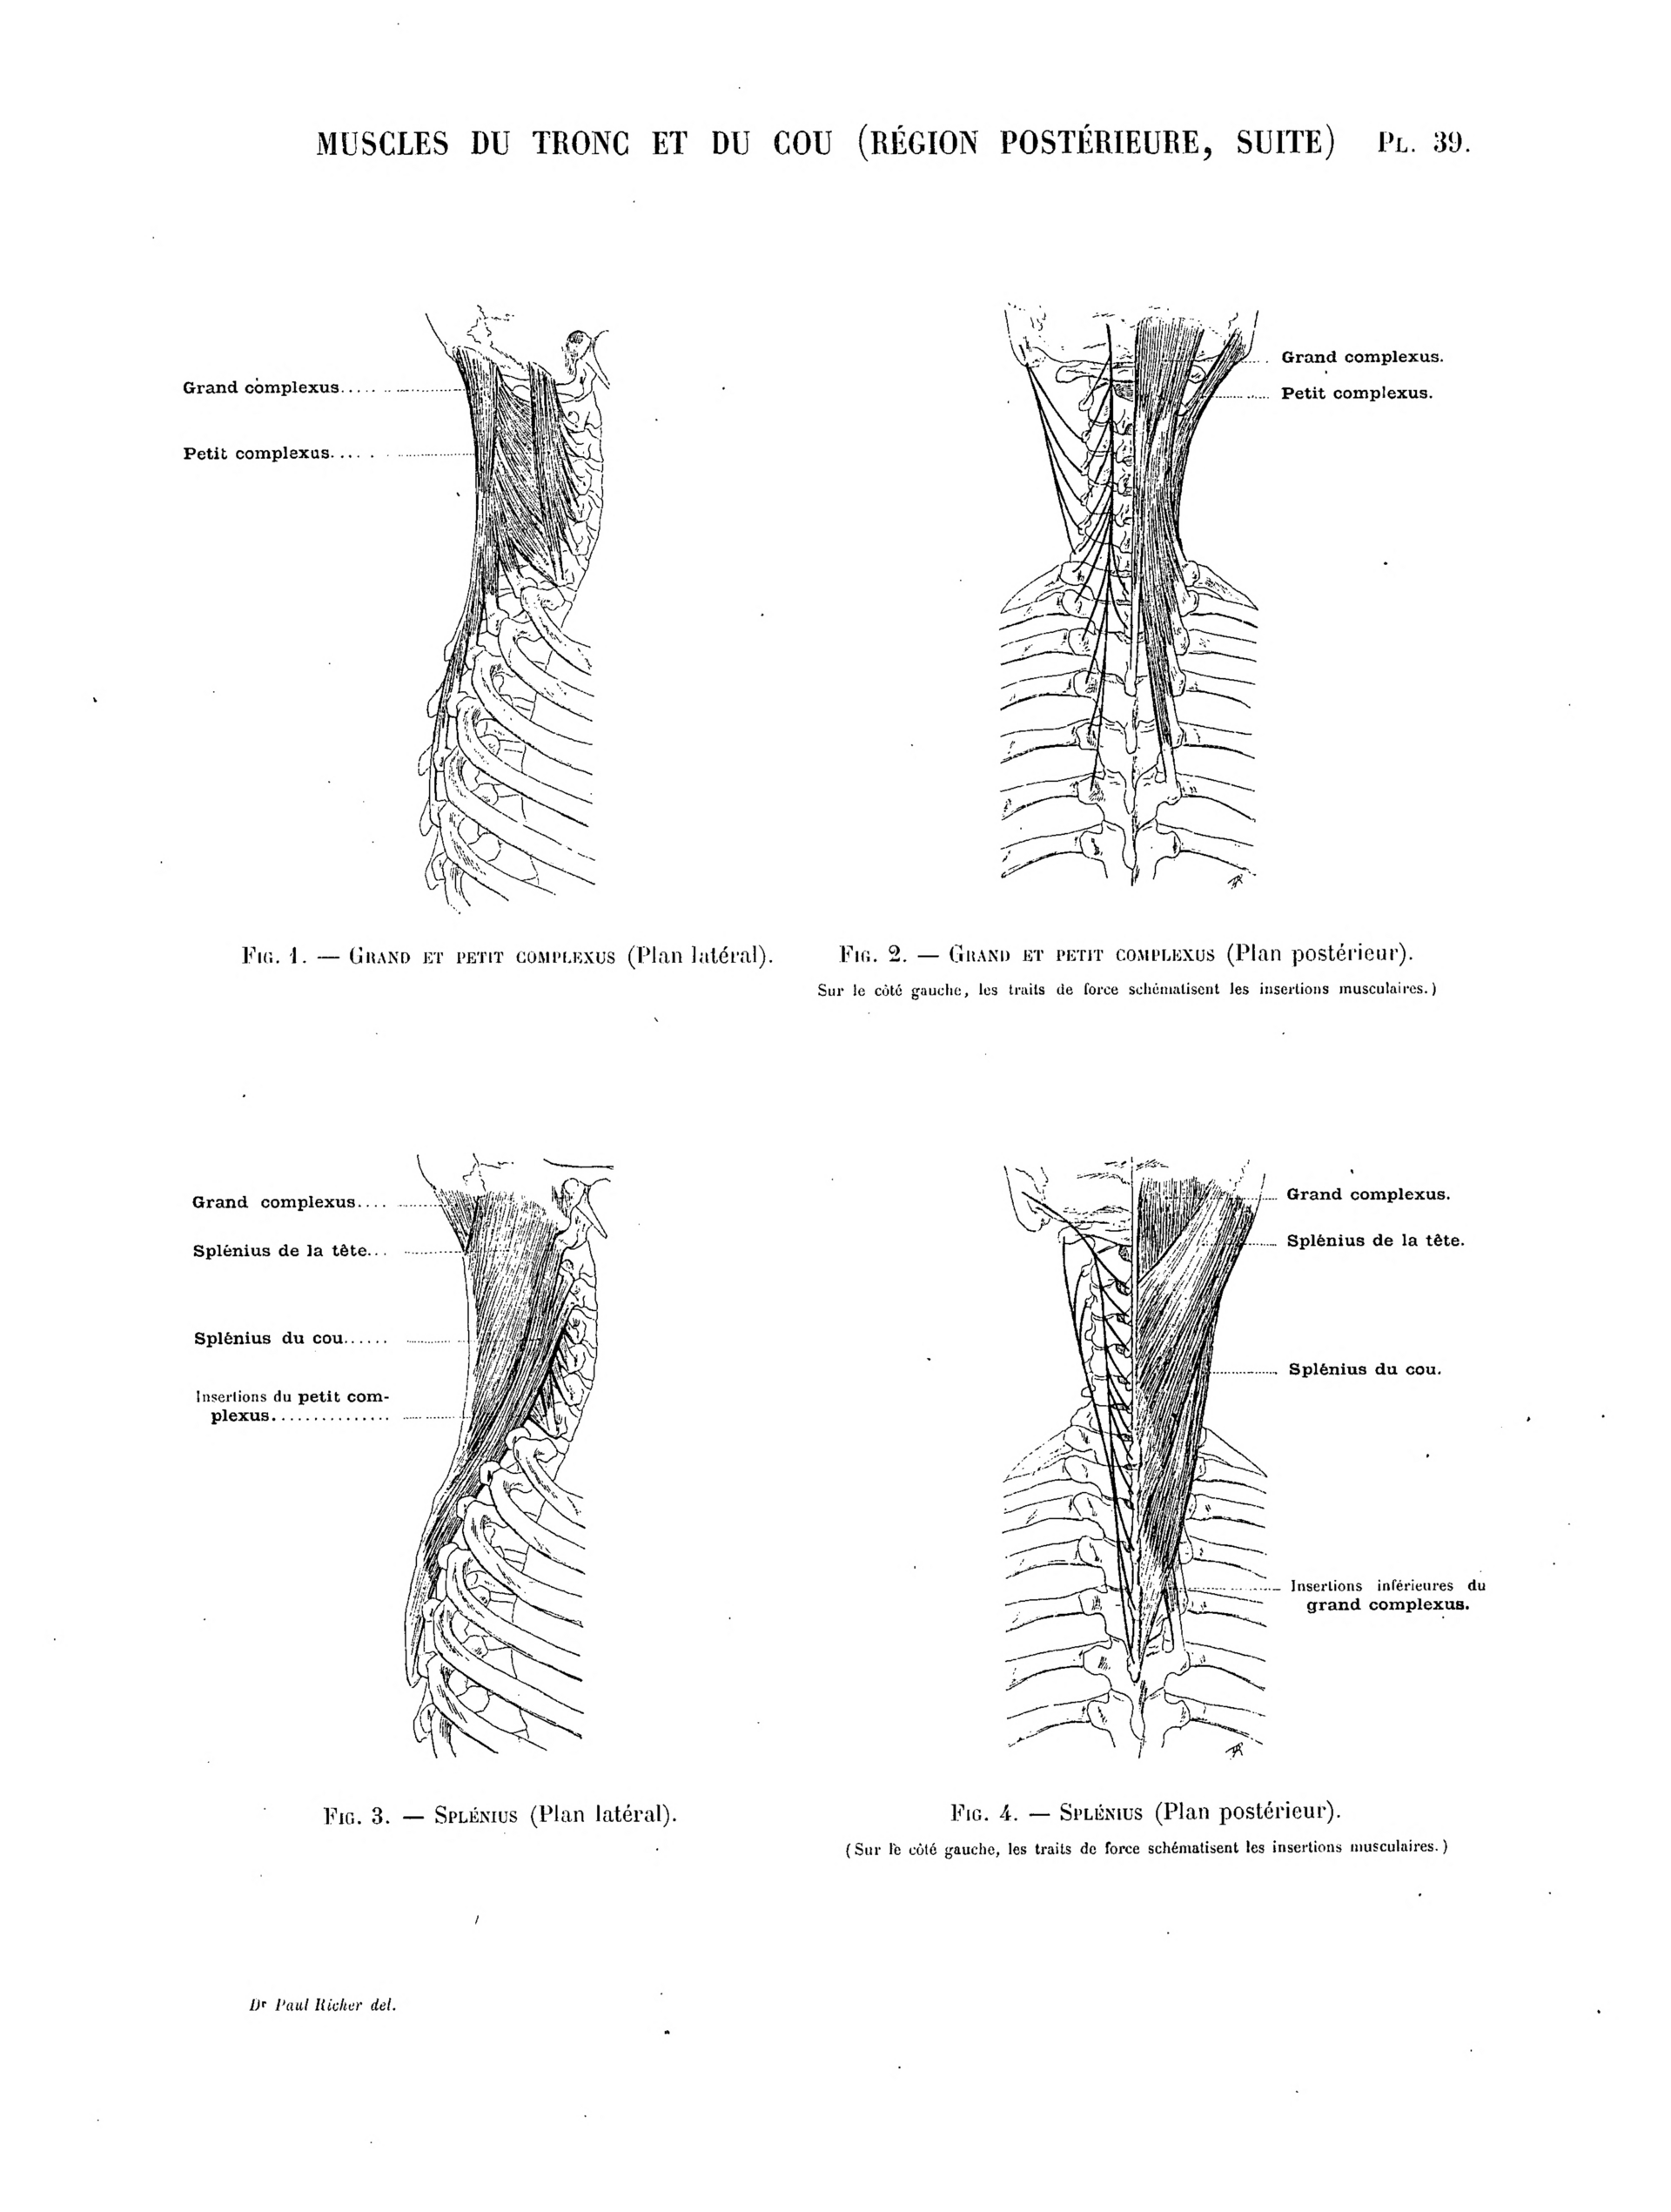 MUSCLES DU TRONC ET DU COU (RÉGION POSTÉRIEURE, SUITE) PL. 39.
Grand complexus.....
Petit complexus.....
Grand complexus.
Petit complexus.
FIG. 1. — GRAND ET PETIT COMPLEXUS (Plan latéral).
FIG. 2. — GRAND ET PETIT COMPLEXUS (Plan postérieur).
Sur le côté gauche, les traits de force schématisent les insertions musculaires.)
Grand complexus....
Splénius de la tête...
Splénius du cou......
Insertions du petit com-
plexus...............
Grand complexus.
Splénius de la tête.
Splénius du cou.
Insertions inférieures du
grand complexus.
FIG. 3. — SPLÉNIUS (Plan latéral).
FIG. 4. — SPLÉNIUS (Plan postérieur).
(Sur le côté gauche, les traits de force schématisent les insertions musculaires.)
Dr Paul Richer del.